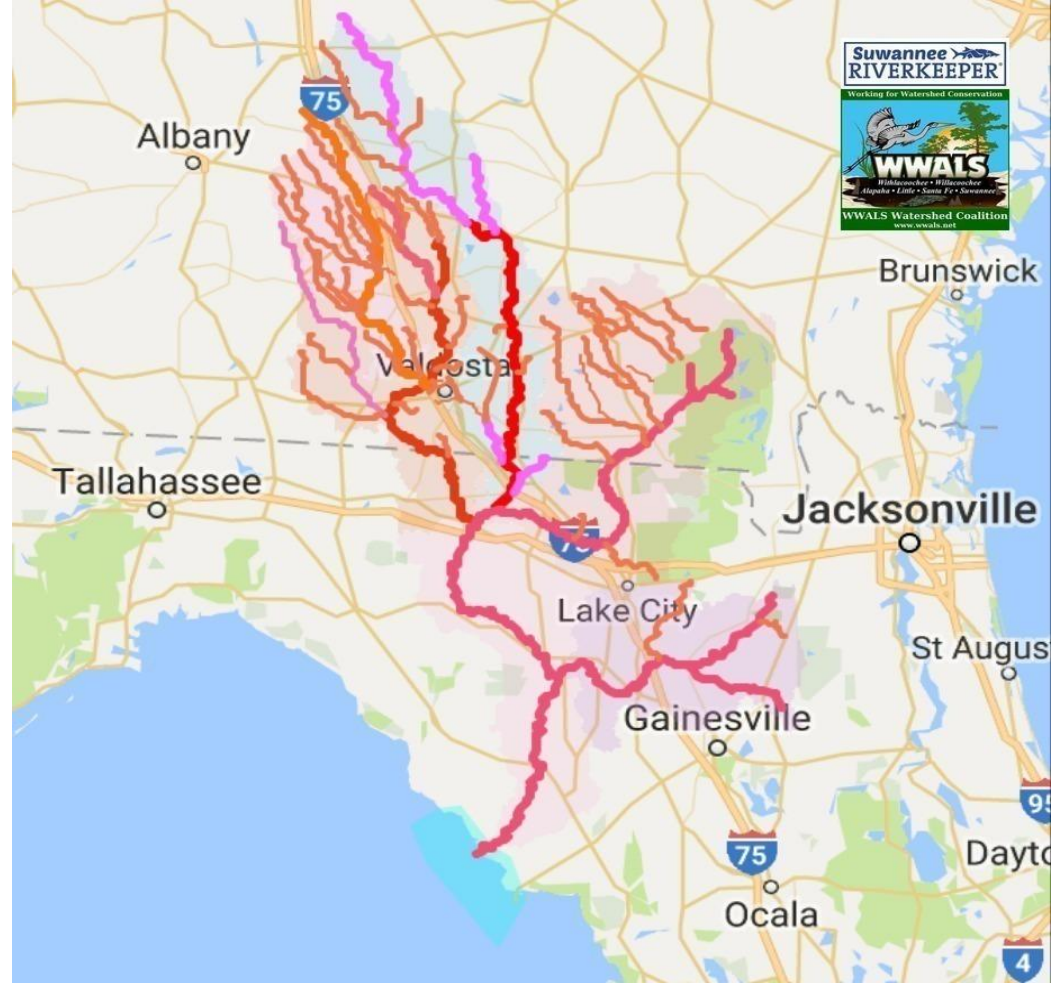 Suwannee
RIVERKEEPER®
Working for Watershed Conservation
WWALS
Withlacoochee • Willacoochee
Alapaha • Little • Santa Fe • Suwannee
WWALS Watershed Coalition
www.wwals.net
75
Albany
Brunswick
Valdosta
Tallahassee
Jacksonville
75
Lake City
St Augus
Gainesville
95
75
Dayto
Ocala
4